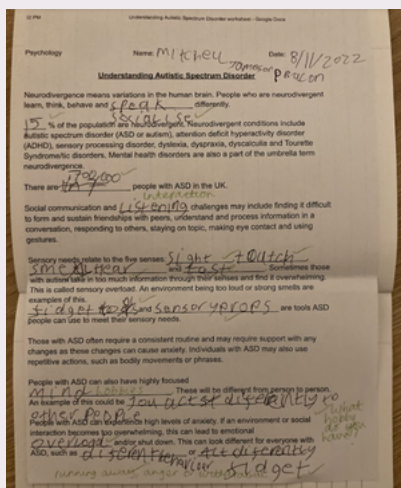 12 PM Understanding Autistic Spectrum Disorder worksheet - Google Docs
Psychology Name: Mitchell Date: 8/11/2022
Jameson
Understanding Autistic Spectrum Disorder
Neurodivergence means variations in the human brain. People who are neurodivergent
learn, think, behave and speak differently.
socialise
15 % of the population are neurodivergent. Neurodivergent conditions include
autistic spectrum disorder (ASD or autism), attention deficit hyperactivity disorder
(ADHD), sensory processing disorder, dyslexia, dyspraxia, dyscalculia and Tourette
Syndrome/tic disorders. Mental health disorders are also a part of the umbrella term
neurodivergence.
700,000
There are people with ASD in the UK.
interaction
Social communication and Listening challenges may include finding it difficult
to form and sustain friendships with peers, understand and process information in a
conversation, responding to others, staying on topic, making eye contact and using
gestures.
Sensory needs relate to the five senses: Sight toutch
smell hear and tast Sometimes those
with autism take in too much information through their senses and find it overwhelming.
This is called sensory overload. An environment being too loud or strong smells are
examples of this.
fidget toys and Sensory props are tools ASD
people can use to meet their sensory needs.
Those with ASD often require a consistent routine and may require support with any
changes as these changes can cause anxiety. Individuals with ASD may also use
repetitive actions, such as bodily movements or phrases.
People with ASD can also have highly focused
mind These will be different from person to person.
An example of this could be you act differently to
other people
People with ASD can experience high levels of anxiety. If an environment or social
interaction becomes too overwhelming, this can lead to emotional
overload and/or shut down. This can look different for everyone with
ASD, such as different or Act differently
behaviour fidget
running away, anger or